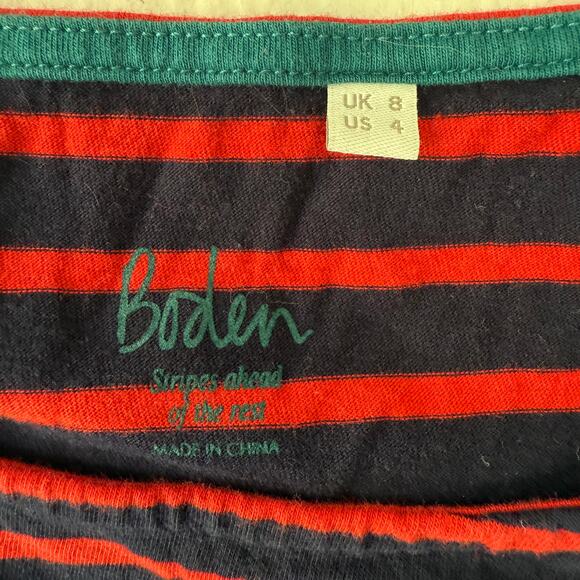 UK 8
US 4
Boden
Stripes ahead
of the rest
MADE IN CHINA